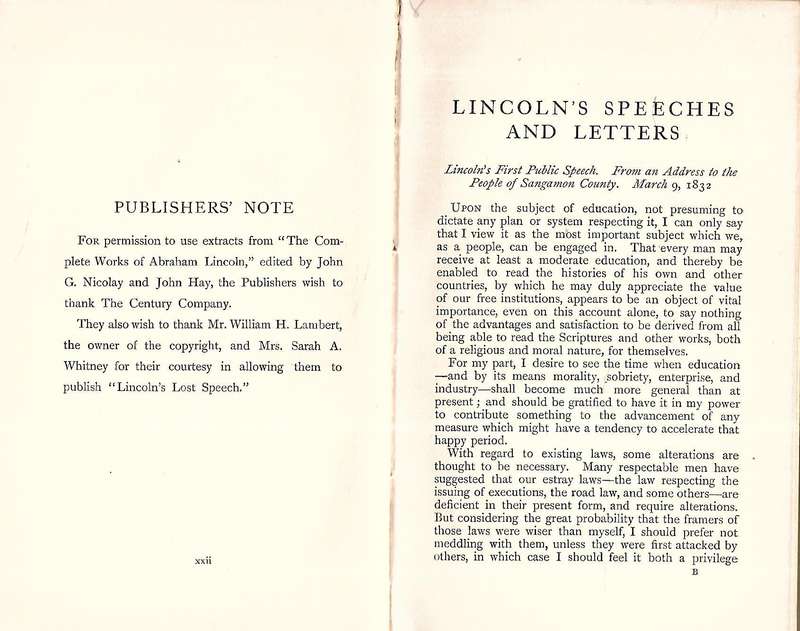 PUBLISHERS' NOTE
FOR permission to use extracts from "The Com-
plete Works of Abraham Lincoln," edited by John
G. Nicolay and John Hay, the Publishers wish to
thank The Century Company.
They also wish to thank Mr. William H. Lambert,
the owner of the copyright, and Mrs. Sarah A.
Whitney for their courtesy in allowing them to
publish "Lincoln's Lost Speech."
xxii
LINCOLN'S SPEECHES
AND LETTERS
Lincoln's First Public Speech. From an Address to the
People of Sangamon County. March 9, 1832
UPON the subject of education, not presuming to
dictate any plan or system respecting it, I can only say
that I view it as the most important subject which we,
as a people, can be engaged in. That every man may
receive at least a moderate education, and thereby be
enabled to read the histories of his own and other
countries, by which he may duly appreciate the value
of our free institutions, appears to be an object of vital
importance, even on this account alone, to say nothing
of the advantages and satisfaction to be derived from all
being able to read the Scriptures and other works, both
of a religious and moral nature, for themselves.
For my part, I desire to see the time when education
—and by its means morality, sobriety, enterprise, and
industry—shall become much more general than at
present; and should be gratified to have it in my power
to contribute something to the advancement of any
measure which might have a tendency to accelerate that
happy period.
With regard to existing laws, some alterations are
thought to be necessary. Many respectable men have
suggested that our estray laws—the law respecting the
issuing of executions, the road law, and some others—are
deficient in their present form, and require alterations.
But considering the great probability that the framers of
those laws were wiser than myself, I should prefer not
meddling with them, unless they were first attacked by
others, in which case I should feel it both a privilege
B